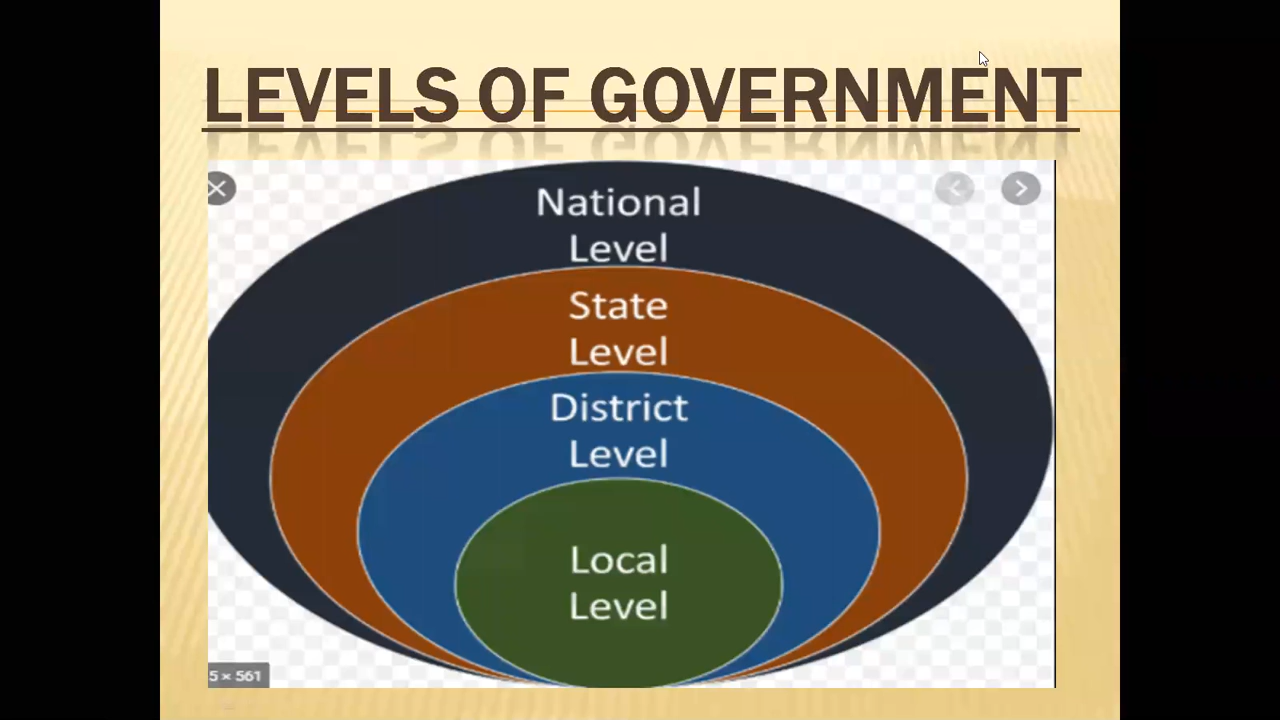 LEVELS OF GOVERNMENT
National
Level
State
Level
District
Level
Local
Level
5 × 561